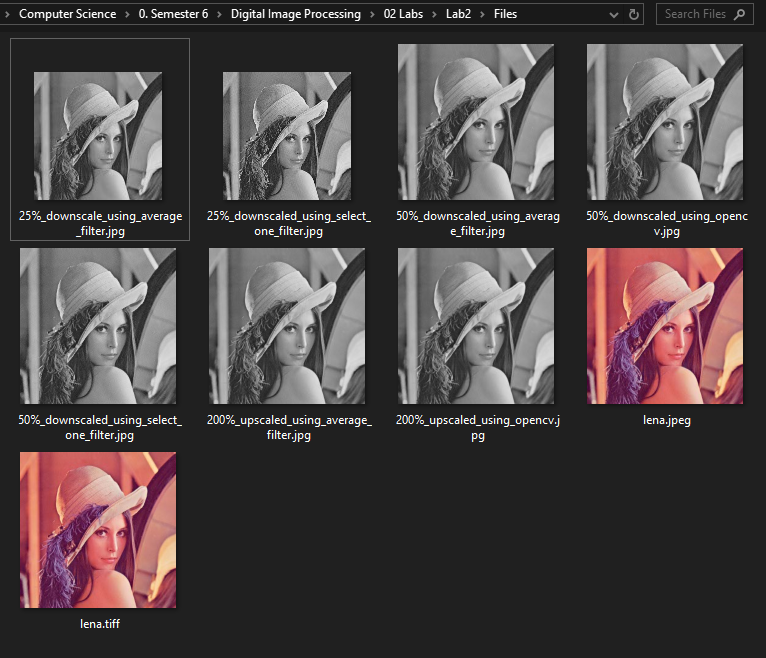 Computer Science > 0. Semester 6 > Digital Image Processing > 02 Labs > Lab2 > Files
Search Files
25%_downscale_using_average
_filter.jpg
25%_downscaled_using_select_
one_filter.jpg
50%_downscaled_using_averag
e_filter.jpg
50%_downscaled_using_openc
v.jpg
50%_downscaled_using_select_
one_filter.jpg
200%_upscaled_using_average_
filter.jpg
200%_upscaled_using_opencv.j
pg
lena.jpeg
lena.tiff